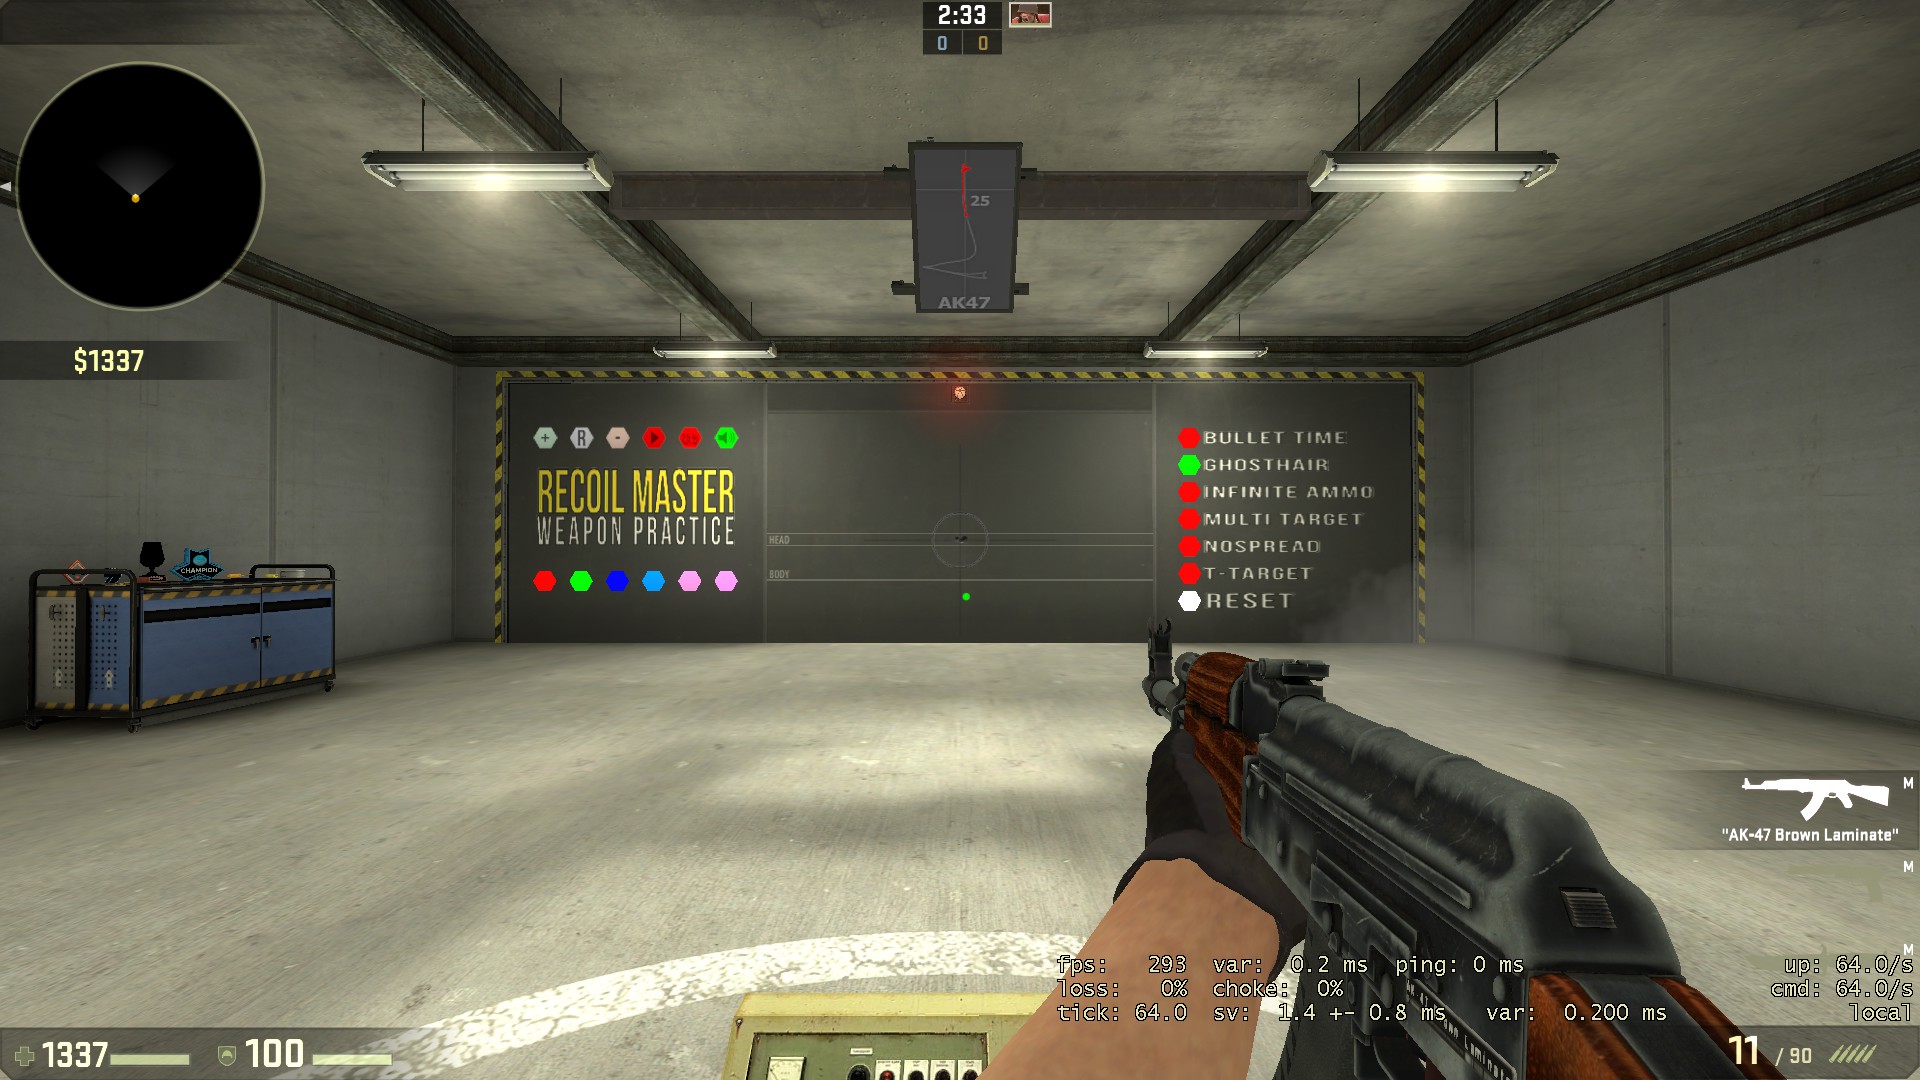 2:33
0 0
25
AK47
$1337
+ R -
RECOIL MASTER
WEAPON PRACTICE
HEAD
BODY
BULLET TIME
GHOSTHAIR
INFINITE AMMO
MULTI TARGET
NOSPREAD
T-TARGET
RESET
CHAMPION
M
"AK-47 Brown Laminate"
M
M
fps: 293 var: 0.2 ms ping: 0 ms up: 64.0/s
loss: 0% choke: 0% cmd: 64.0/s
tick: 64.0 sv: 1.4 +- 0.8 ms var: 0.200 ms local
1337 100
11 / 90